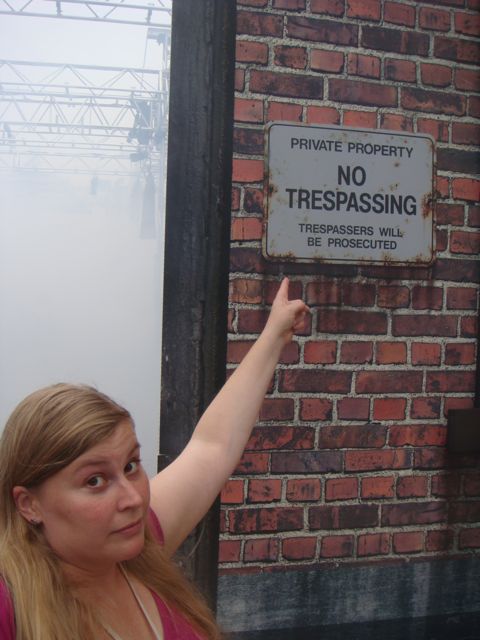 PRIVATE PROPERTY
NO
TRESPASSING
TRESPASSERS WILL
BE PROSECUTED